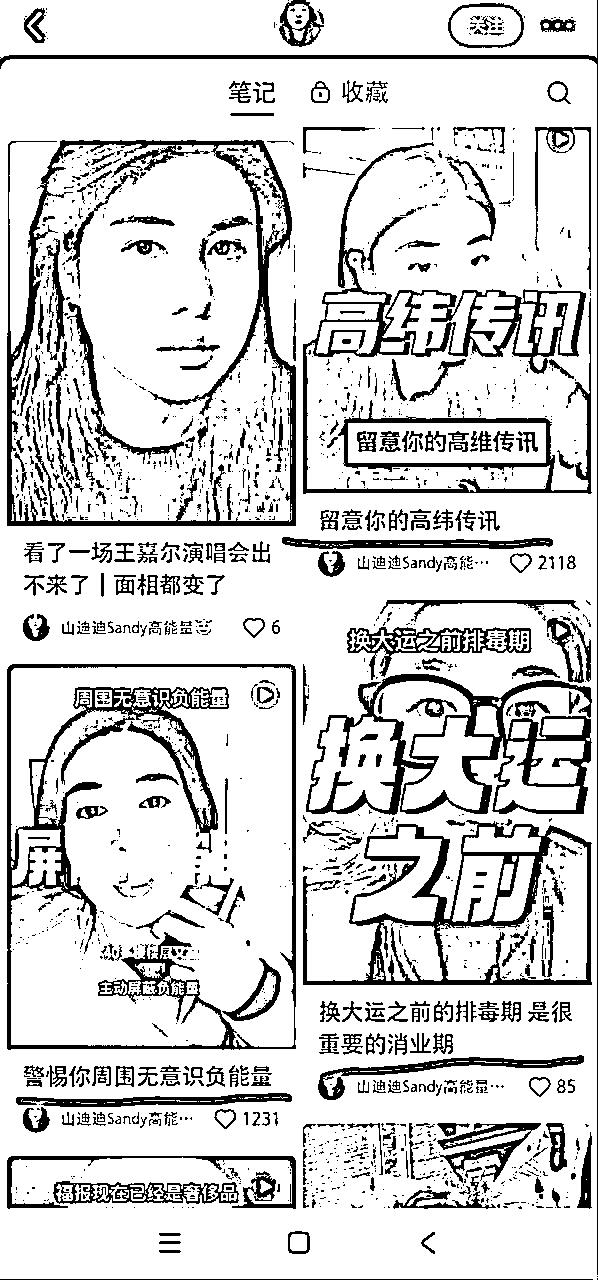 关注
笔记
收藏
高纬传讯
留意你的高维传讯
留意你的高纬传讯
山迪迪Sandy高能…
2118
看了一场王嘉尔演唱会出
不来了 | 面相都变了
山迪迪Sandy高能量
6
周围无意识负能量
屏
主动屏蔽负能量
警惕你周围无意识负能量
山迪迪Sandy高能…
1231
换大运之前排毒期
换大运
之前
换大运之前的排毒期 是很
重要的消业期
山迪迪Sandy高能量…
85
福报现在已经是奢侈品